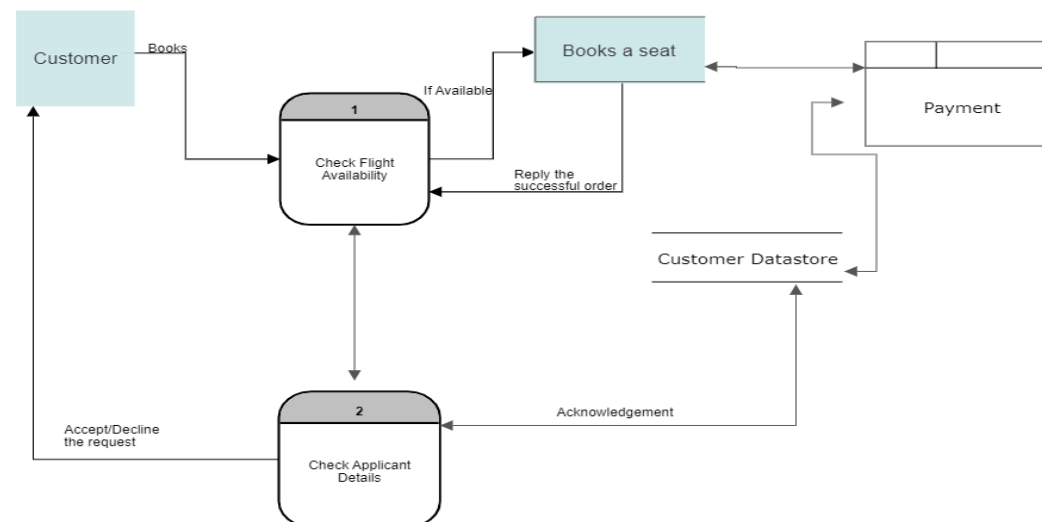 Customer
Books
Books a seat
If Available
Payment
1
Check Flight
Availability
Reply the
successful order
Customer Datastore
2
Acknowledgement
Accept/Decline
the request
Check Applicant
Details